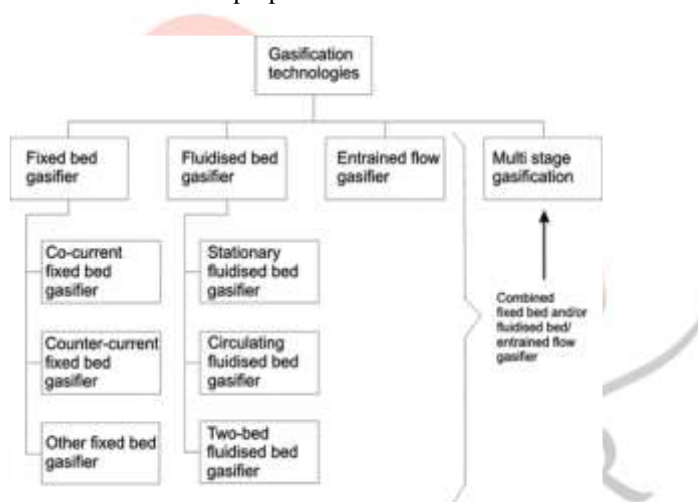 Gasification
technologies
Fixed bed
gasifier
Fluidised bed
gasifier
Entrained flow
gasifier
Multi stage
gasification
Co-current
fixed bed
gasifier
Stationary
fluidised bed
gasifier
Combined
fixed bed and/or
fluidised bed/
entrained flow
gasifier
Counter-current
fixed bed
gasifier
Circulating
fluidised bed
gasifier
Other fixed bed
gasifier
Two-bed
fluidised bed
gasifier